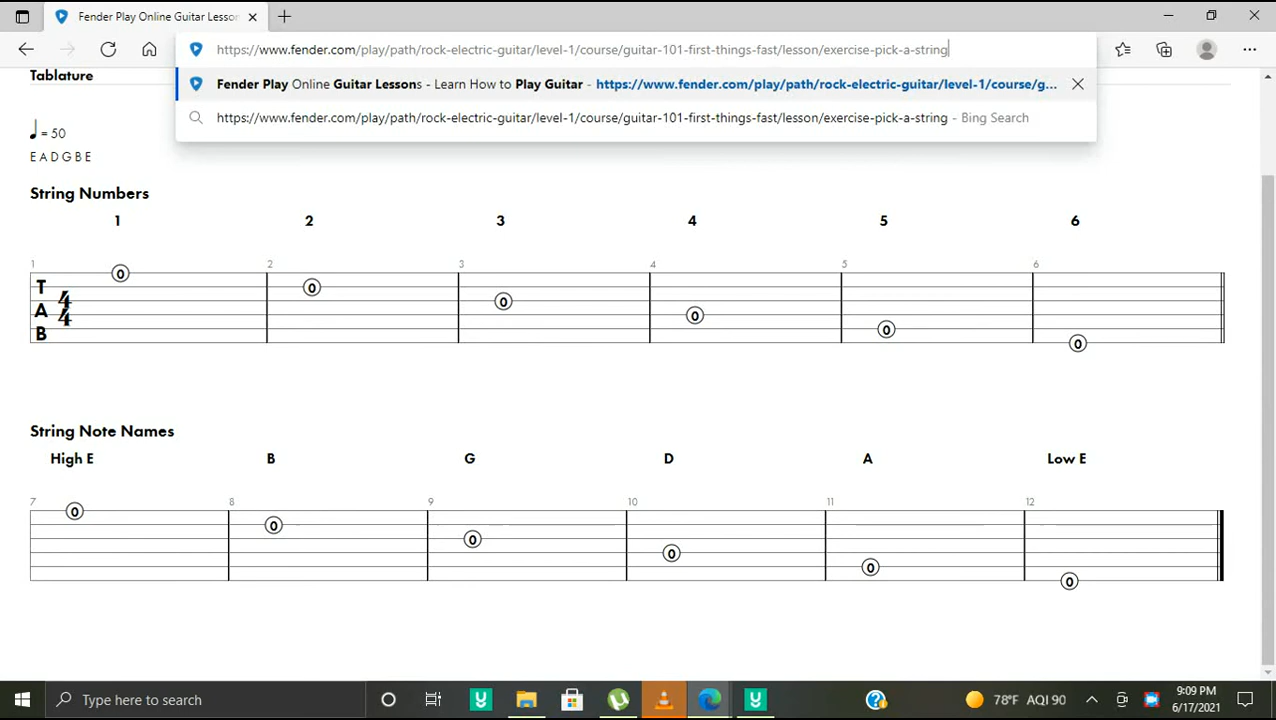 Fender Play Online Guitar Lesson
https://www.fender.com/play/path/rock-electric-guitar/level-1/course/guitar-101-first-things-fast/lesson/exercise-pick-a-string
Fender Play Online Guitar Lessons - Learn How to Play Guitar - https://www.fender.com/play/path/rock-electric-guitar/level-1/course/g...
https://www.fender.com/play/path/rock-electric-guitar/level-1/course/guitar-101-first-things-fast/lesson/exercise-pick-a-string - Bing Search
Tablature
= 50
E A D G B E
String Numbers
1 2 3 4 5 6
1 2 3 4 5 6
T A B 4 4 0 0 0 0 0 0
String Note Names
High E B G D A Low E
7 8 9 10 11 12
0 0 0 0 0 0
Type here to search
78°F AQI 90
9:09 PM
6/17/2021